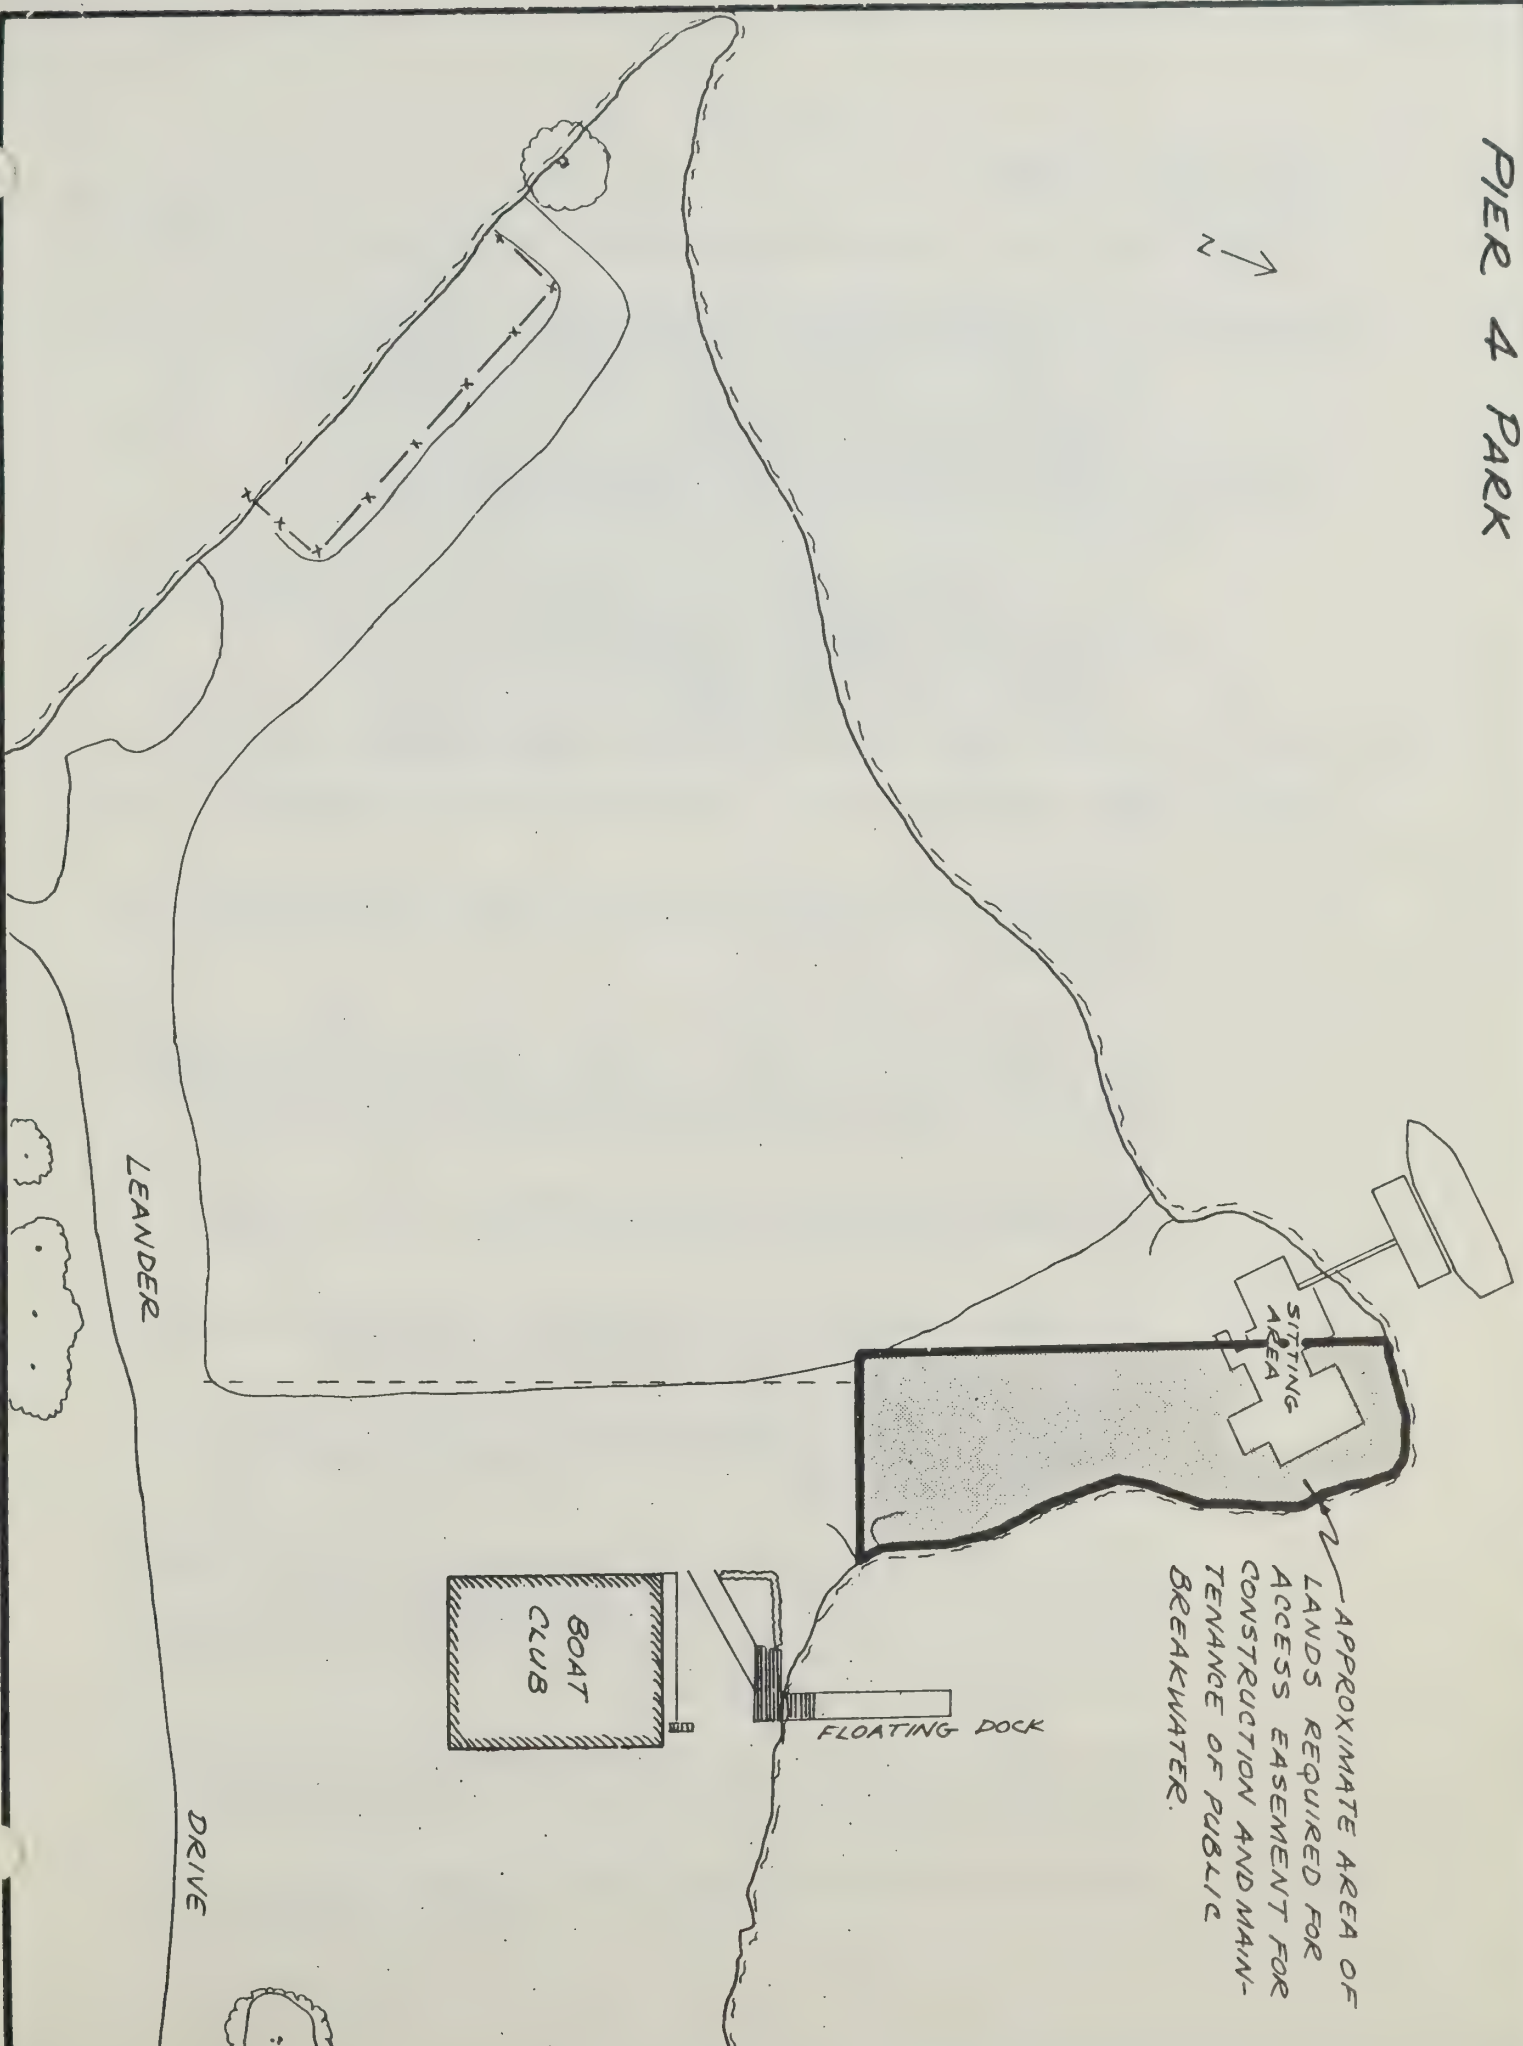 PIER 4 PARK
N
SITTING
AREA
APPROXIMATE AREA OF
LANDS REQUIRED FOR
ACCESS EASEMENT FOR
CONSTRUCTION AND MAIN-
TENANCE OF PUBLIC
BREAKWATER.
FLOATING DOCK
BOAT
CLUB
LEANDER
DRIVE